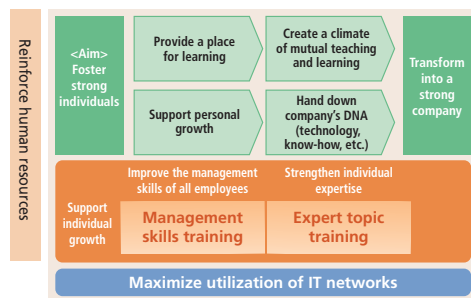 Reinforce human
resources
<Aim>
Foster
strong
individuals
Provide a place
for learning
Create a climate
of mutual teaching
and learning
Support personal
growth
Hand down
company's DNA
(technology,
know-how, etc.)
Transform
into a
strong
company
Support
individual
growth
Improve the management
skills of all employees
Management
skills training
Strengthen individual
expertise
Expert topic
training
Maximize utilization of IT networks